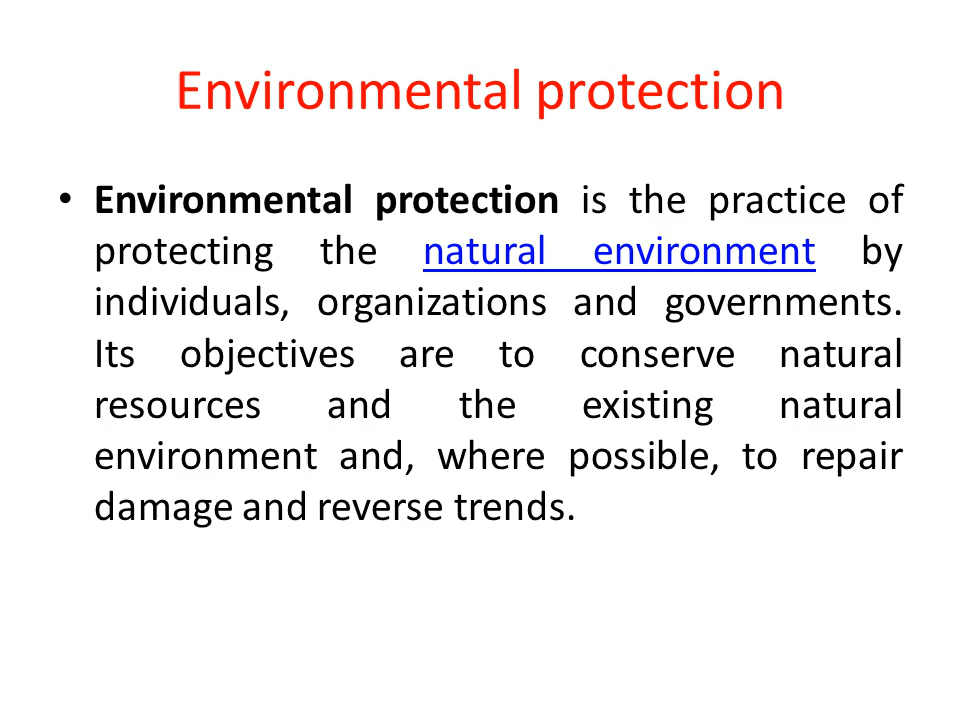 Environmental protection
• Environmental protection is the practice of
protecting the natural environment by
individuals, organizations and governments.
Its objectives are to conserve natural
resources and the existing natural
environment and, where possible, to repair
damage and reverse trends.